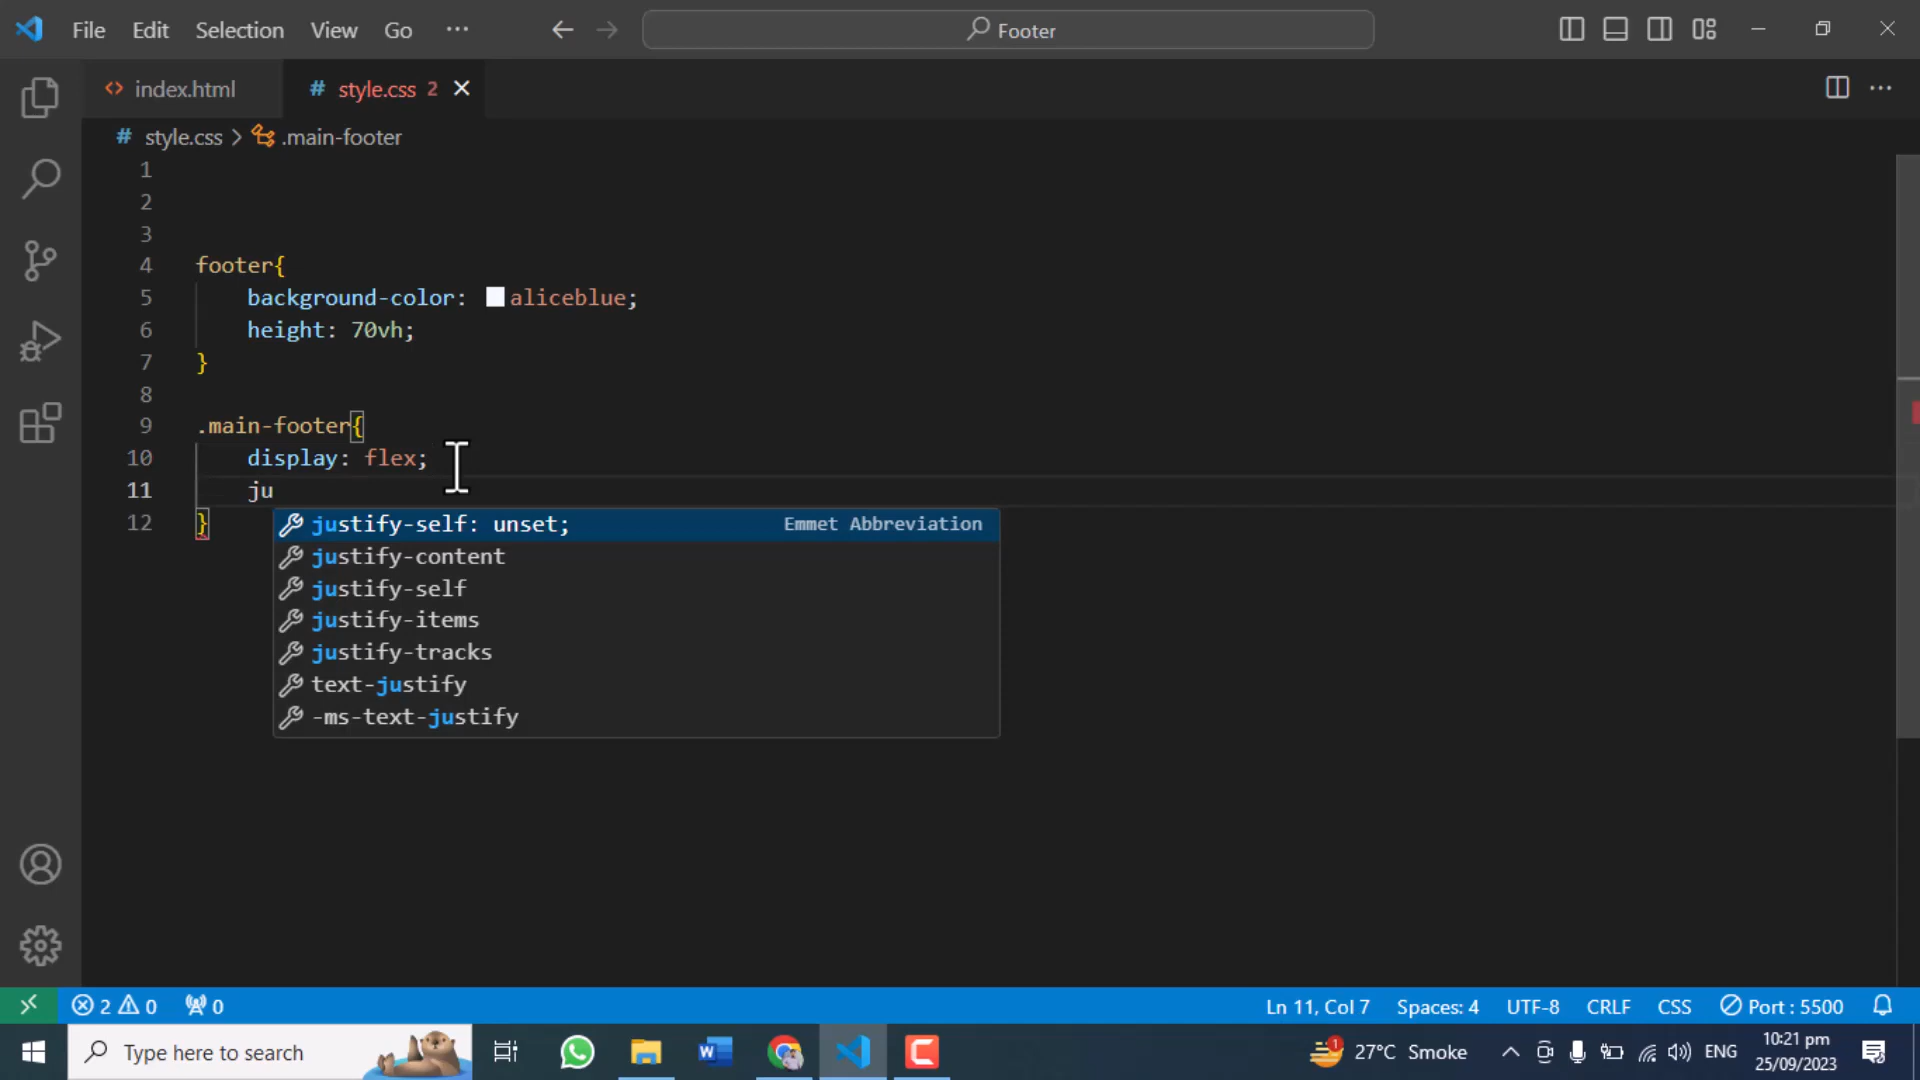 File Edit Selection View Go ··· Footer
index.html style.css 2
style.css > .main-footer
1
2
3
4 footer{
5 background-color: aliceblue;
6 height: 70vh;
7 }
8
9 .main-footer{
10 display: flex;
11 ju
12 }
justify-self: unset; Emmet Abbreviation
justify-content
justify-self
justify-items
justify-tracks
text-justify
-ms-text-justify
2 0 0 Ln 11, Col 7 Spaces: 4 UTF-8 CRLF CSS Port : 5500
Type here to search 1 27°C Smoke ENG 10:21 pm
25/09/2023